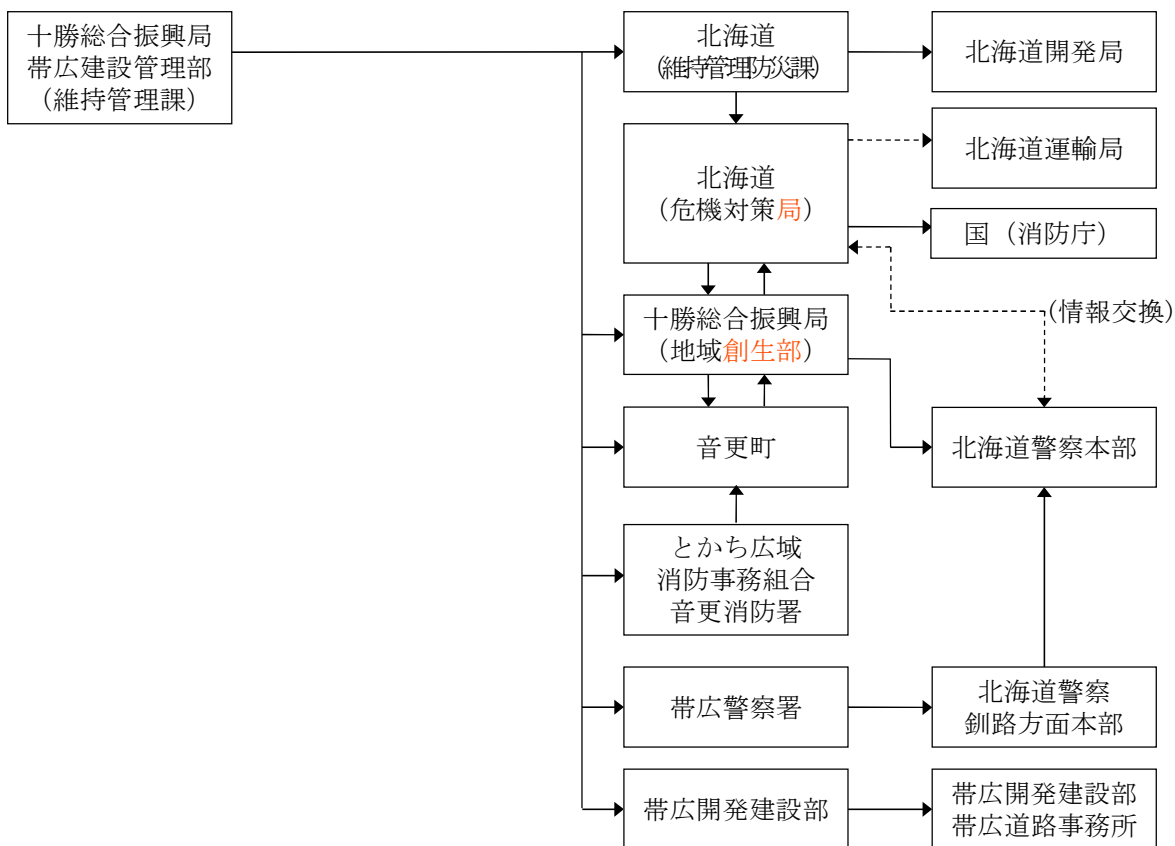 十勝総合振興局
帯広建設管理部
（維持管理課）
北海道
(維持管理防災課)
北海道開発局
北海道
（危機対策局）
北海道運輸局
国（消防庁）
(情報交換)
十勝総合振興局
（地域創生部）
音更町
北海道警察本部
とかち広域
消防事務組合
音更消防署
帯広警察署
北海道警察
釧路方面本部
帯広開発建設部
帯広開発建設部
帯広道路事務所